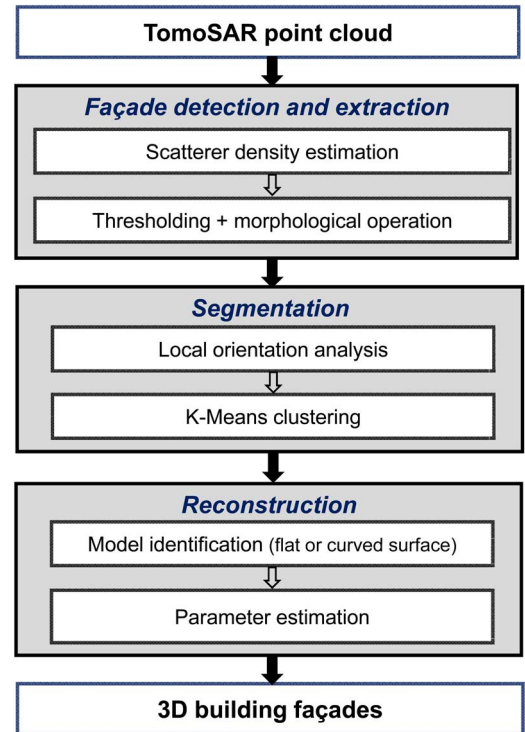 TomoSAR point cloud
Façade detection and extraction
Scatterer density estimation
Thresholding + morphological operation
Segmentation
Local orientation analysis
K-Means clustering
Reconstruction
Model identification (flat or curved surface)
Parameter estimation
3D building façades